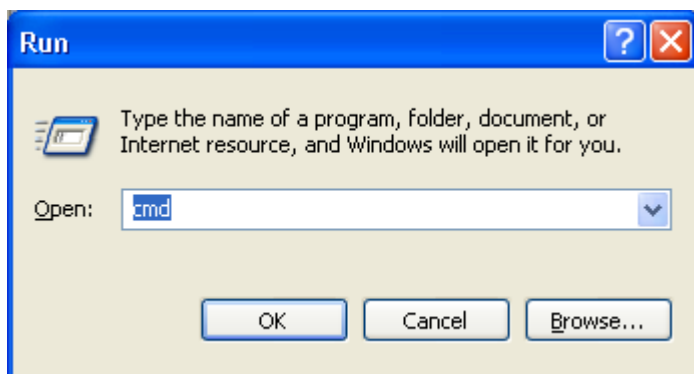 Run
Type the name of a program, folder, document, or
Internet resource, and Windows will open it for you.
Open: cmd
OK Cancel Browse...